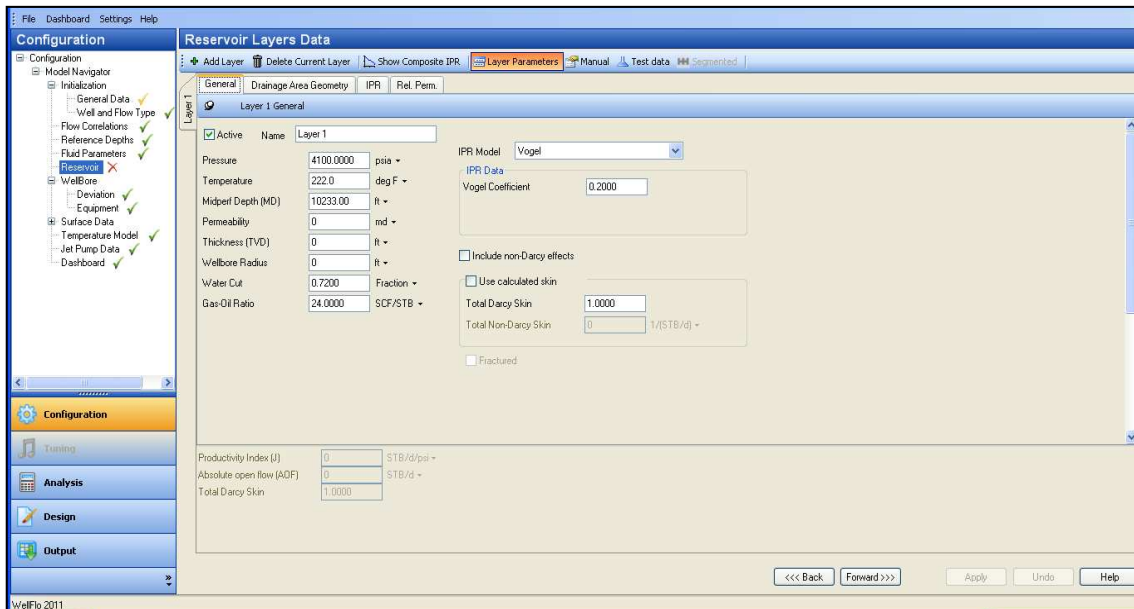 File Dashboard Settings Help
Configuration
Configuration
Model Navigator
Initialization
General Data
Well and Flow Type
Flow Correlations
Reference Depths
Fluid Parameters
Reservoir
WellBore
Deviation
Equipment
Surface Data
Temperature Model
Jet Pump Data
Dashboard
Configuration
Tuning
Analysis
Design
Output
Reservoir Layers Data
Add Layer Delete Current Layer Show Composite IPR Layer Parameters Manual Test data Segmented
Layer 1
General Drainage Area Geometry IPR Rel. Perm.
Layer 1 General
Active Name Layer 1
Pressure 4100.0000 psia
Temperature 222.0 deg F
Midperf Depth (MD) 10233.00 ft
Permeability 0 md
Thickness (TVD) 0 ft
Wellbore Radius 0 ft
Water Cut 0.7200 Fraction
Gas-Oil Ratio 24.0000 SCF/STB
IPR Model Vogel
IPR Data
Vogel Coefficient 0.2000
Include non-Darcy effects
Use calculated skin
Total Darcy Skin 1.0000
Total Non-Darcy Skin 0 1/(STB/d)
Fractured
Productivity Index (J) 0 STB/d/psi
Absolute open flow (AOF) 0 STB/d
Total Darcy Skin 1.0000
<<< Back Forward >>> Apply Undo Help
WellFlo 2011